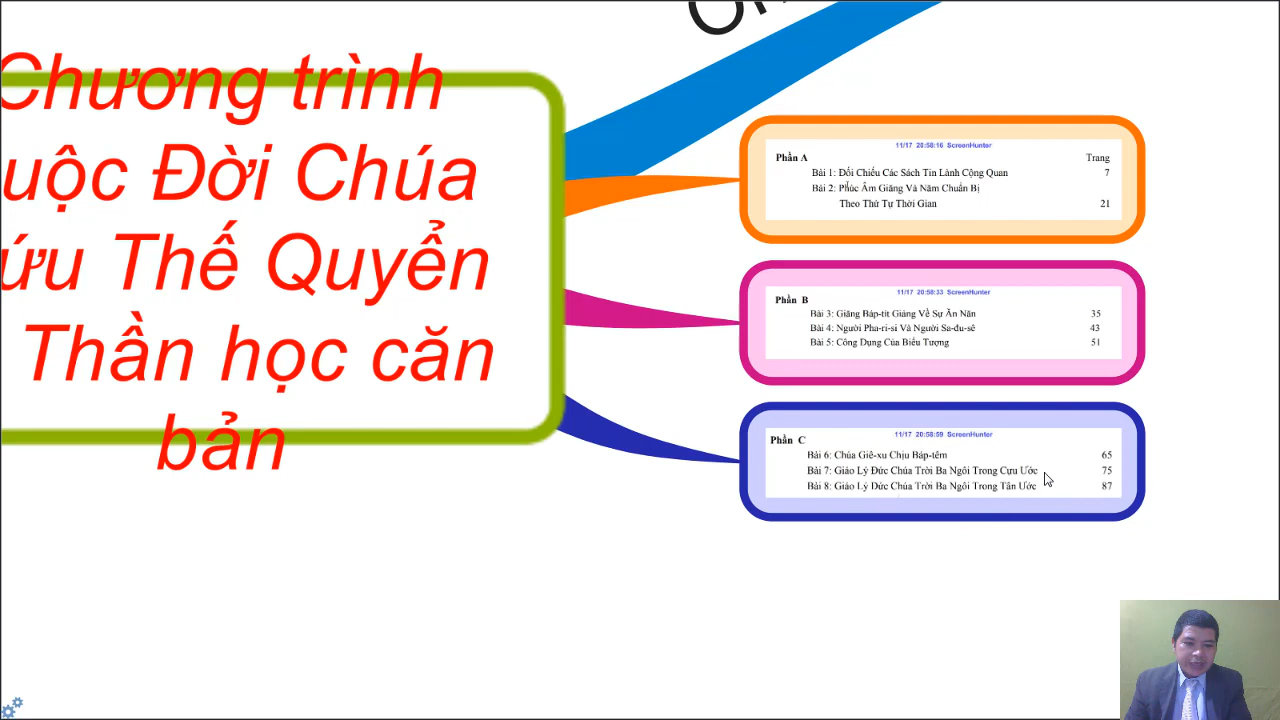 Chương trình
uộc Đời Chúa
ứu Thế Quyển
Thần học căn
bản
11/17 20:58:16 ScreenHunter
Phần A Trang
Bài 1: Đối Chiếu Các Sách Tin Lành Cộng Quan 7
Bài 2: Phúc Âm Giăng Và Năm Chuẩn Bị
Theo Thứ Tự Thời Gian 21
11/17 20:58:33 ScreenHunter
Phần B
Bài 3: Giăng Báp-tít Giảng Về Sự Ăn Năn 35
Bài 4: Người Pha-ri-si Và Người Sa-đu-sê 43
Bài 5: Công Dụng Của Biểu Tượng 51
11/17 20:58:59 ScreenHunter
Phần C
Bài 6: Chúa Giê-xu Chịu Báp-têm 65
Bài 7: Giáo Lý Đức Chúa Trời Ba Ngôi Trong Cựu Ước 75
Bài 8: Giáo Lý Đức Chúa Trời Ba Ngôi Trong Tân Ước 87